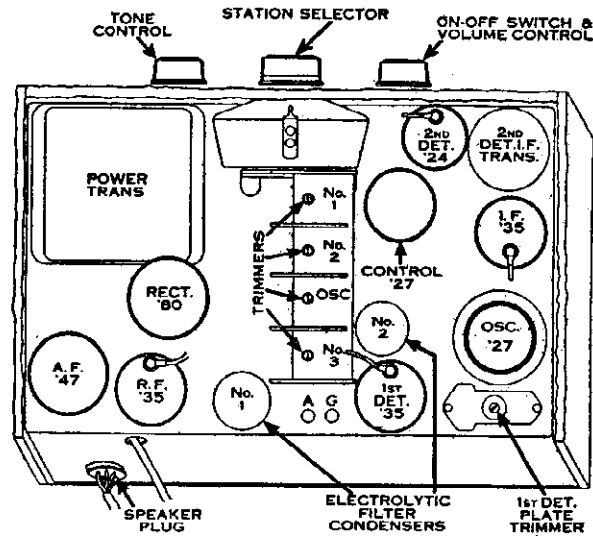 TONE
CONTROL
STATION SELECTOR
ON-OFF SWITCH &
VOLUME CONTROL
POWER
TRANS
2ND
DET.
'24
2ND
DET. I.F.
TRANS.
No.
1
I.F.
'35
TRIMMERS
No.
2
CONTROL
'27
RECT.
'80
OSC
No.
2
OSC.
'27
No.
3
A.F.
'47
R.F.
'35
No.
1
A G
1ST
DET.
'35
SPEAKER
PLUG
ELECTROLYTIC
FILTER
CONDENSERS
1ST DET.
PLATE
TRIMMER